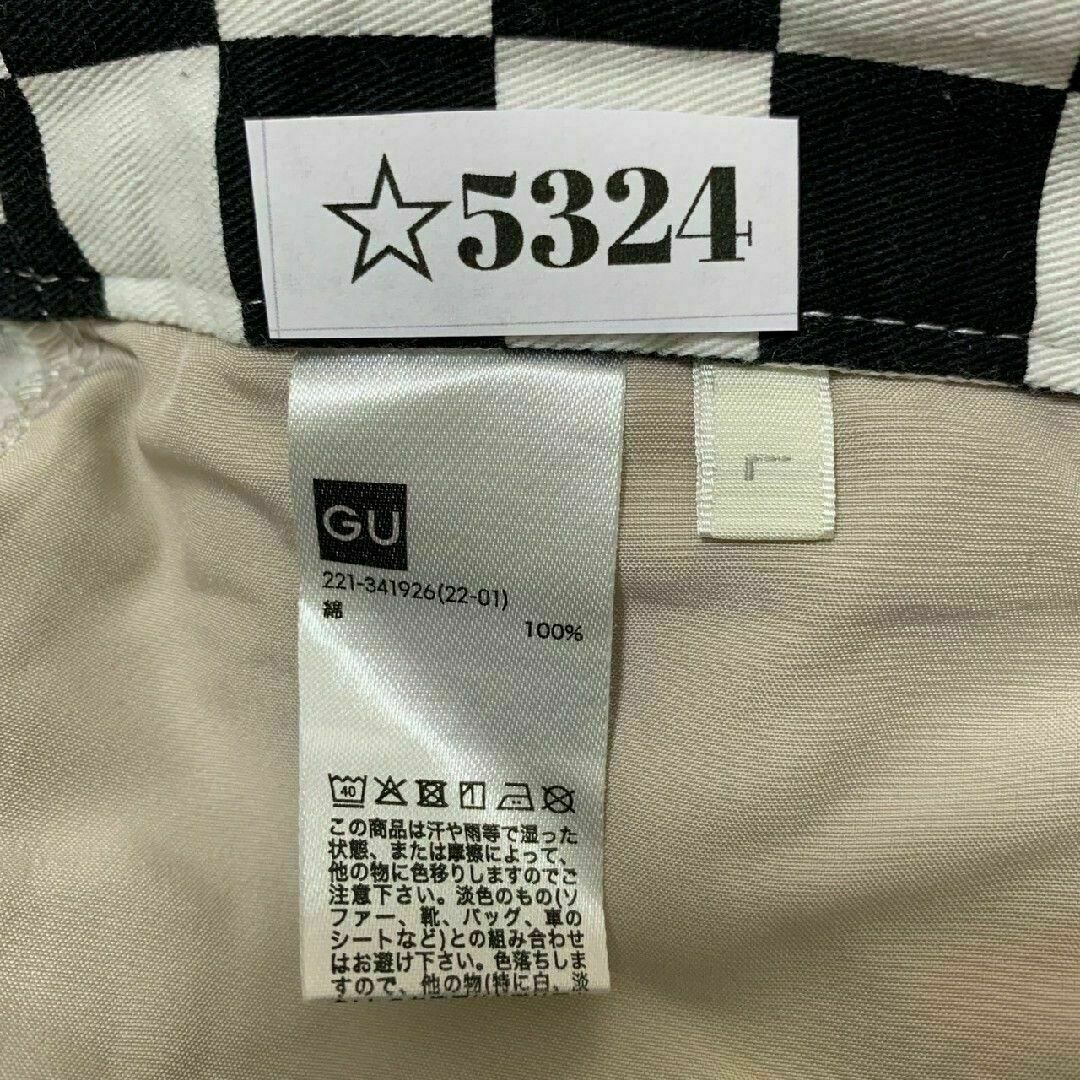 ☆5324
L
GU
221-341926(22-01)
綿 100%
40
この商品は汗や雨等で湿った
状態、または摩擦によって、
他の物に色移りしますのでご
注意下さい。淡色のもの(ソ
ファー、靴、バッグ、車の
シートなど)との組み合わせ
はお避け下さい。色落ちしま
すので、他の物(特に白、淡